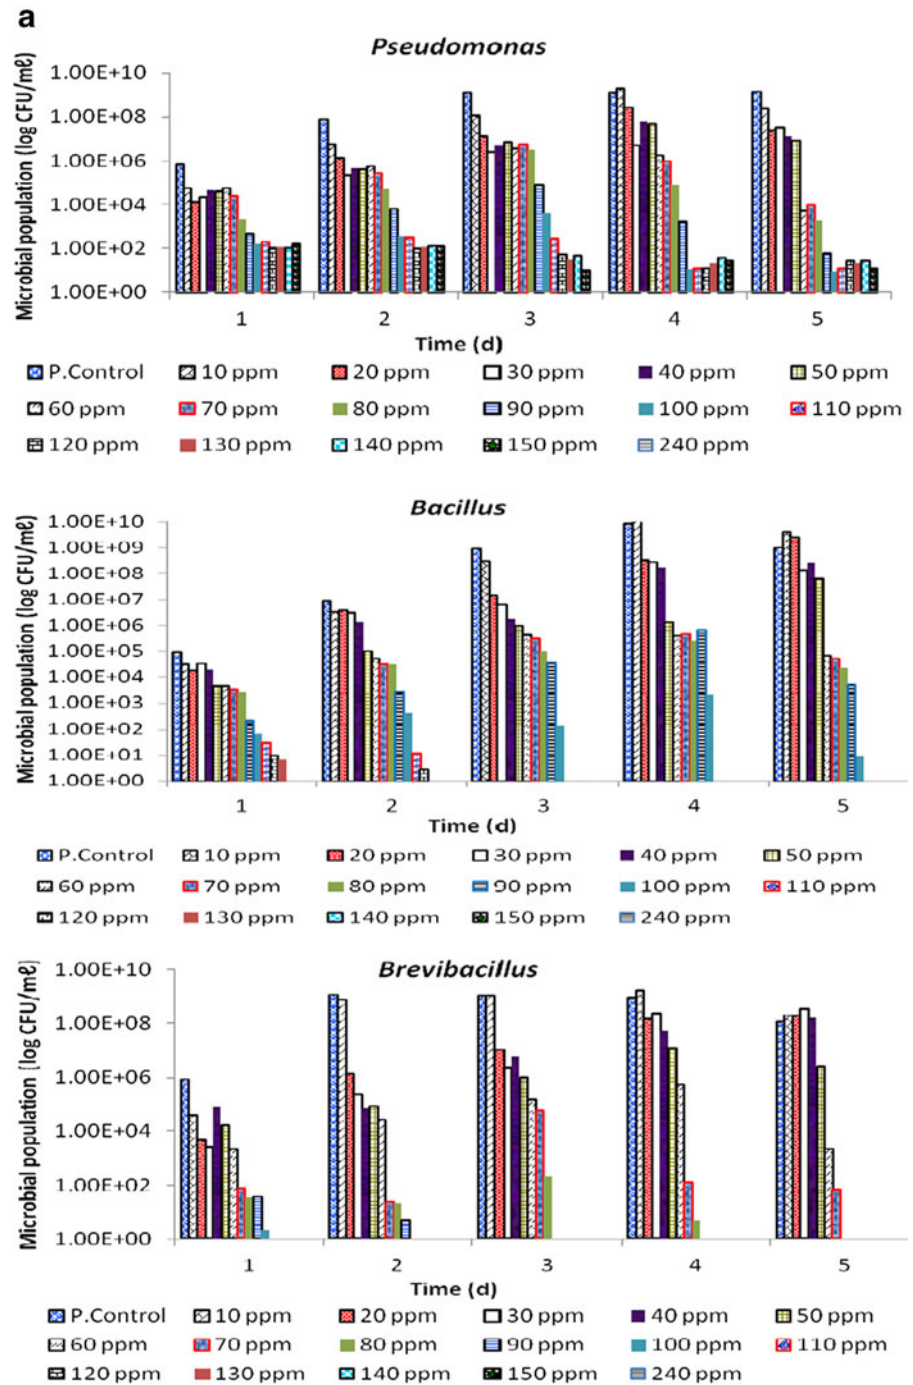 a
Pseudomonas
Microbial population (log CFU/mℓ)
1.00E+10
1.00E+08
1.00E+06
1.00E+04
1.00E+02
1.00E+00
1 2 3 4 5
Time (d)
P.Control 10 ppm 20 ppm 30 ppm 40 ppm 50 ppm
60 ppm 70 ppm 80 ppm 90 ppm 100 ppm 110 ppm
120 ppm 130 ppm 140 ppm 150 ppm 240 ppm
Bacillus
Microbial population (log CFU/mℓ)
1.00E+10
1.00E+09
1.00E+08
1.00E+07
1.00E+06
1.00E+05
1.00E+04
1.00E+03
1.00E+02
1.00E+01
1.00E+00
1 2 3 4 5
Time (d)
P.Control 10 ppm 20 ppm 30 ppm 40 ppm 50 ppm
60 ppm 70 ppm 80 ppm 90 ppm 100 ppm 110 ppm
120 ppm 130 ppm 140 ppm 150 ppm 240 ppm
Brevibacillus
Microbial population (log CFU/mℓ)
1.00E+10
1.00E+08
1.00E+06
1.00E+04
1.00E+02
1.00E+00
1 2 3 4 5
Time (d)
P.Control 10 ppm 20 ppm 30 ppm 40 ppm 50 ppm
60 ppm 70 ppm 80 ppm 90 ppm 100 ppm 110 ppm
120 ppm 130 ppm 140 ppm 150 ppm 240 ppm